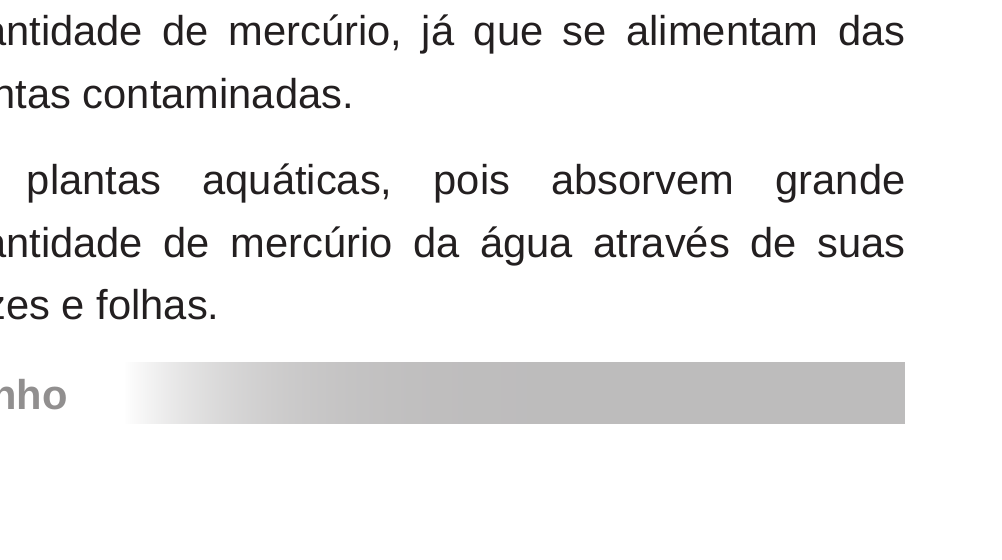 antidade de mercúrio, já que se alimentam das
ntas contaminadas.
plantas aquáticas, pois absorvem grande
antidade de mercúrio da água através de suas
zes e folhas.
nho